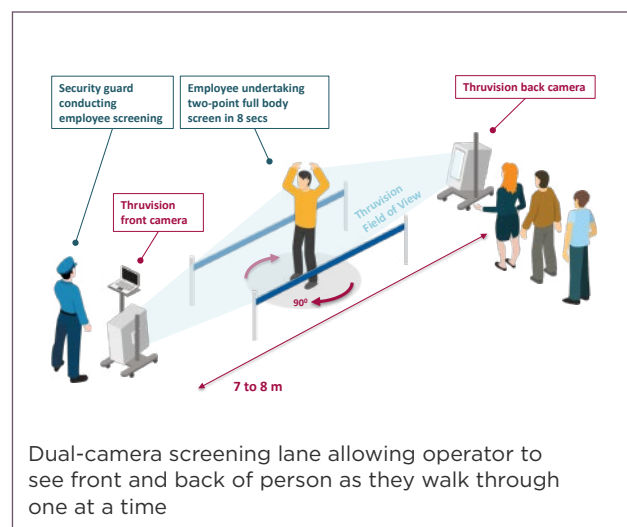 Security guard
conducting
employee screening
Employee undertaking
two-point full body
screen in 8 secs
Thruvision back camera
Thruvision
front camera
Thruvision
Field of View
90⁰
7 to 8 m
Dual-camera screening lane allowing operator to
see front and back of person as they walk through
one at a time